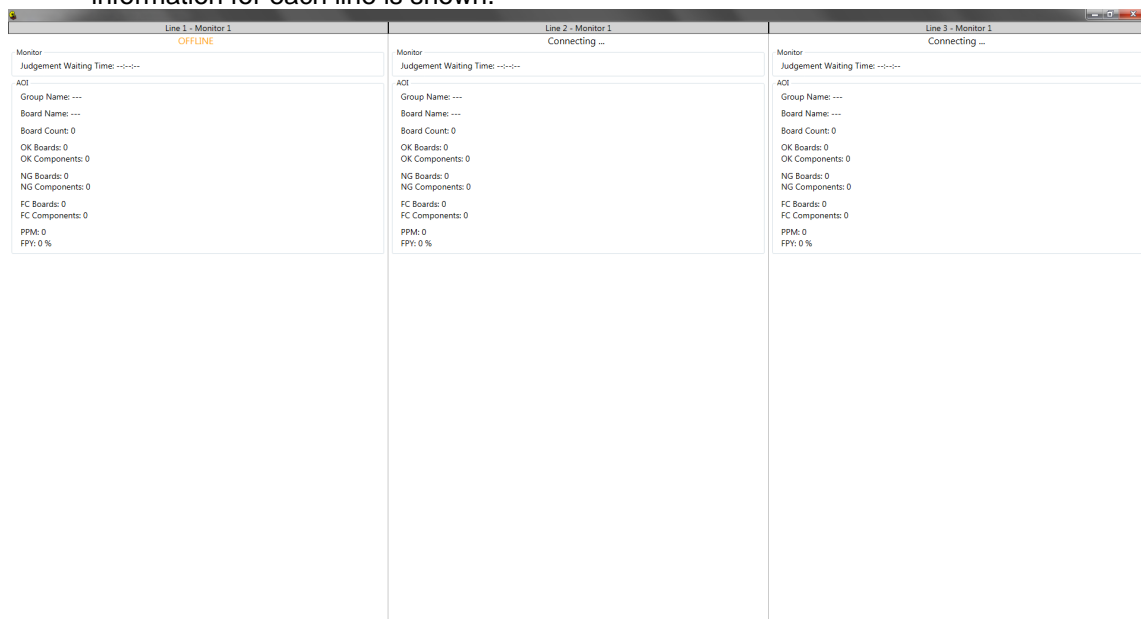 information for each line is shown.
Line 1 - Monitor 1
OFFLINE
Monitor
Judgement Waiting Time: --:--:--
AOI
Group Name: ---
Board Name: ---
Board Count: 0
OK Boards: 0
OK Components: 0
NG Boards: 0
NG Components: 0
FC Boards: 0
FC Components: 0
PPM: 0
FPY: 0 %
Line 2 - Monitor 1
Connecting ...
Monitor
Judgement Waiting Time: --:--:--
AOI
Group Name: ---
Board Name: ---
Board Count: 0
OK Boards: 0
OK Components: 0
NG Boards: 0
NG Components: 0
FC Boards: 0
FC Components: 0
PPM: 0
FPY: 0 %
Line 3 - Monitor 1
Connecting ...
Monitor
Judgement Waiting Time: --:--:--
AOI
Group Name: ---
Board Name: ---
Board Count: 0
OK Boards: 0
OK Components: 0
NG Boards: 0
NG Components: 0
FC Boards: 0
FC Components: 0
PPM: 0
FPY: 0 %